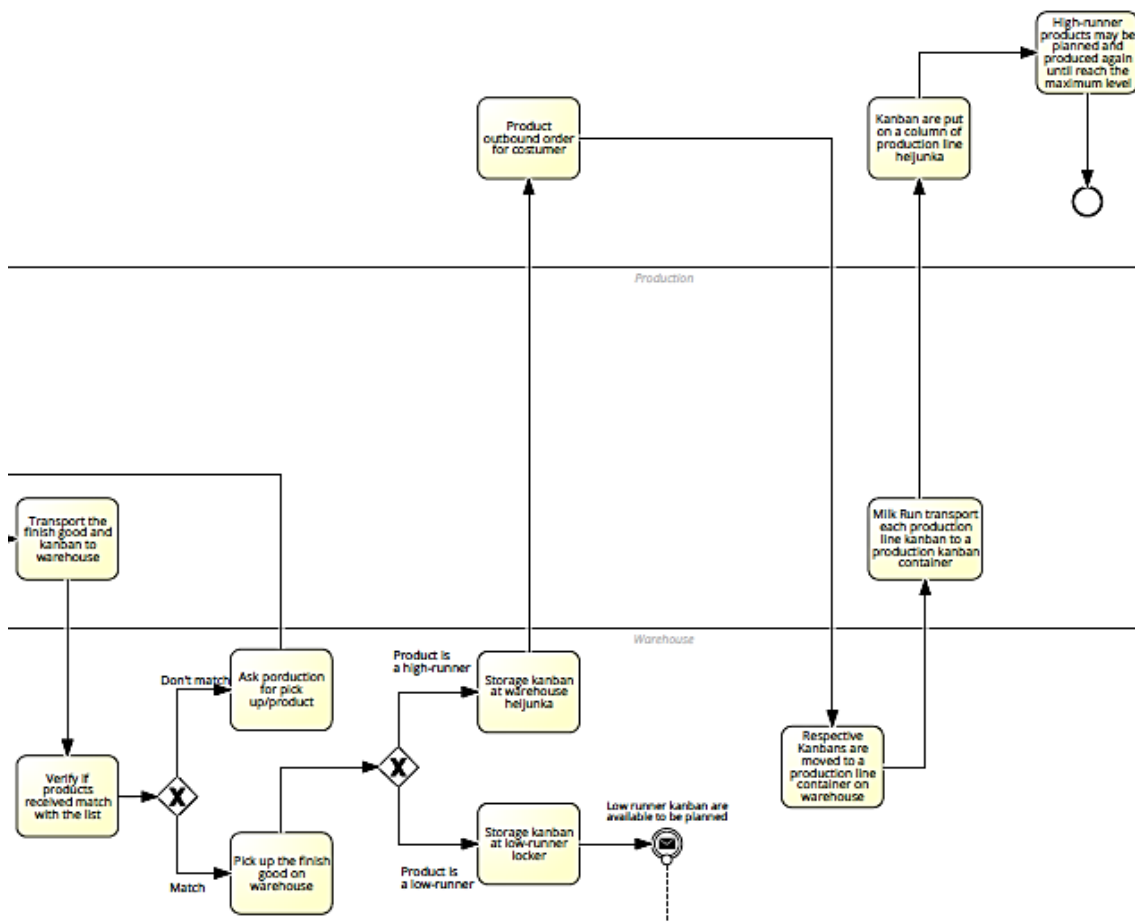 High-runner
products may be
planned and
produced again
until reach the
maximum level
Product
outbound order
for costumer
Kanban are put
on a column of
production line
heijunka
Production
Transport the
finish good and
kanban to
warehouse
Milk Run transport
each production
line kanban to a
production kanban
container
Warehouse
Don't match
Ask porduction
for pick
up/product
Product is
a high-runner
Storage kanban
at warehouse
heijunka
Verify if
products
received match
with the list
Respective
Kanbans are
moved to a
production line
container on
warehouse
Match
Pick up the finish
good on
warehouse
Product is
a low-runner
Storage kanban
at low-runner
locker
Low runner kanban are
available to be planned